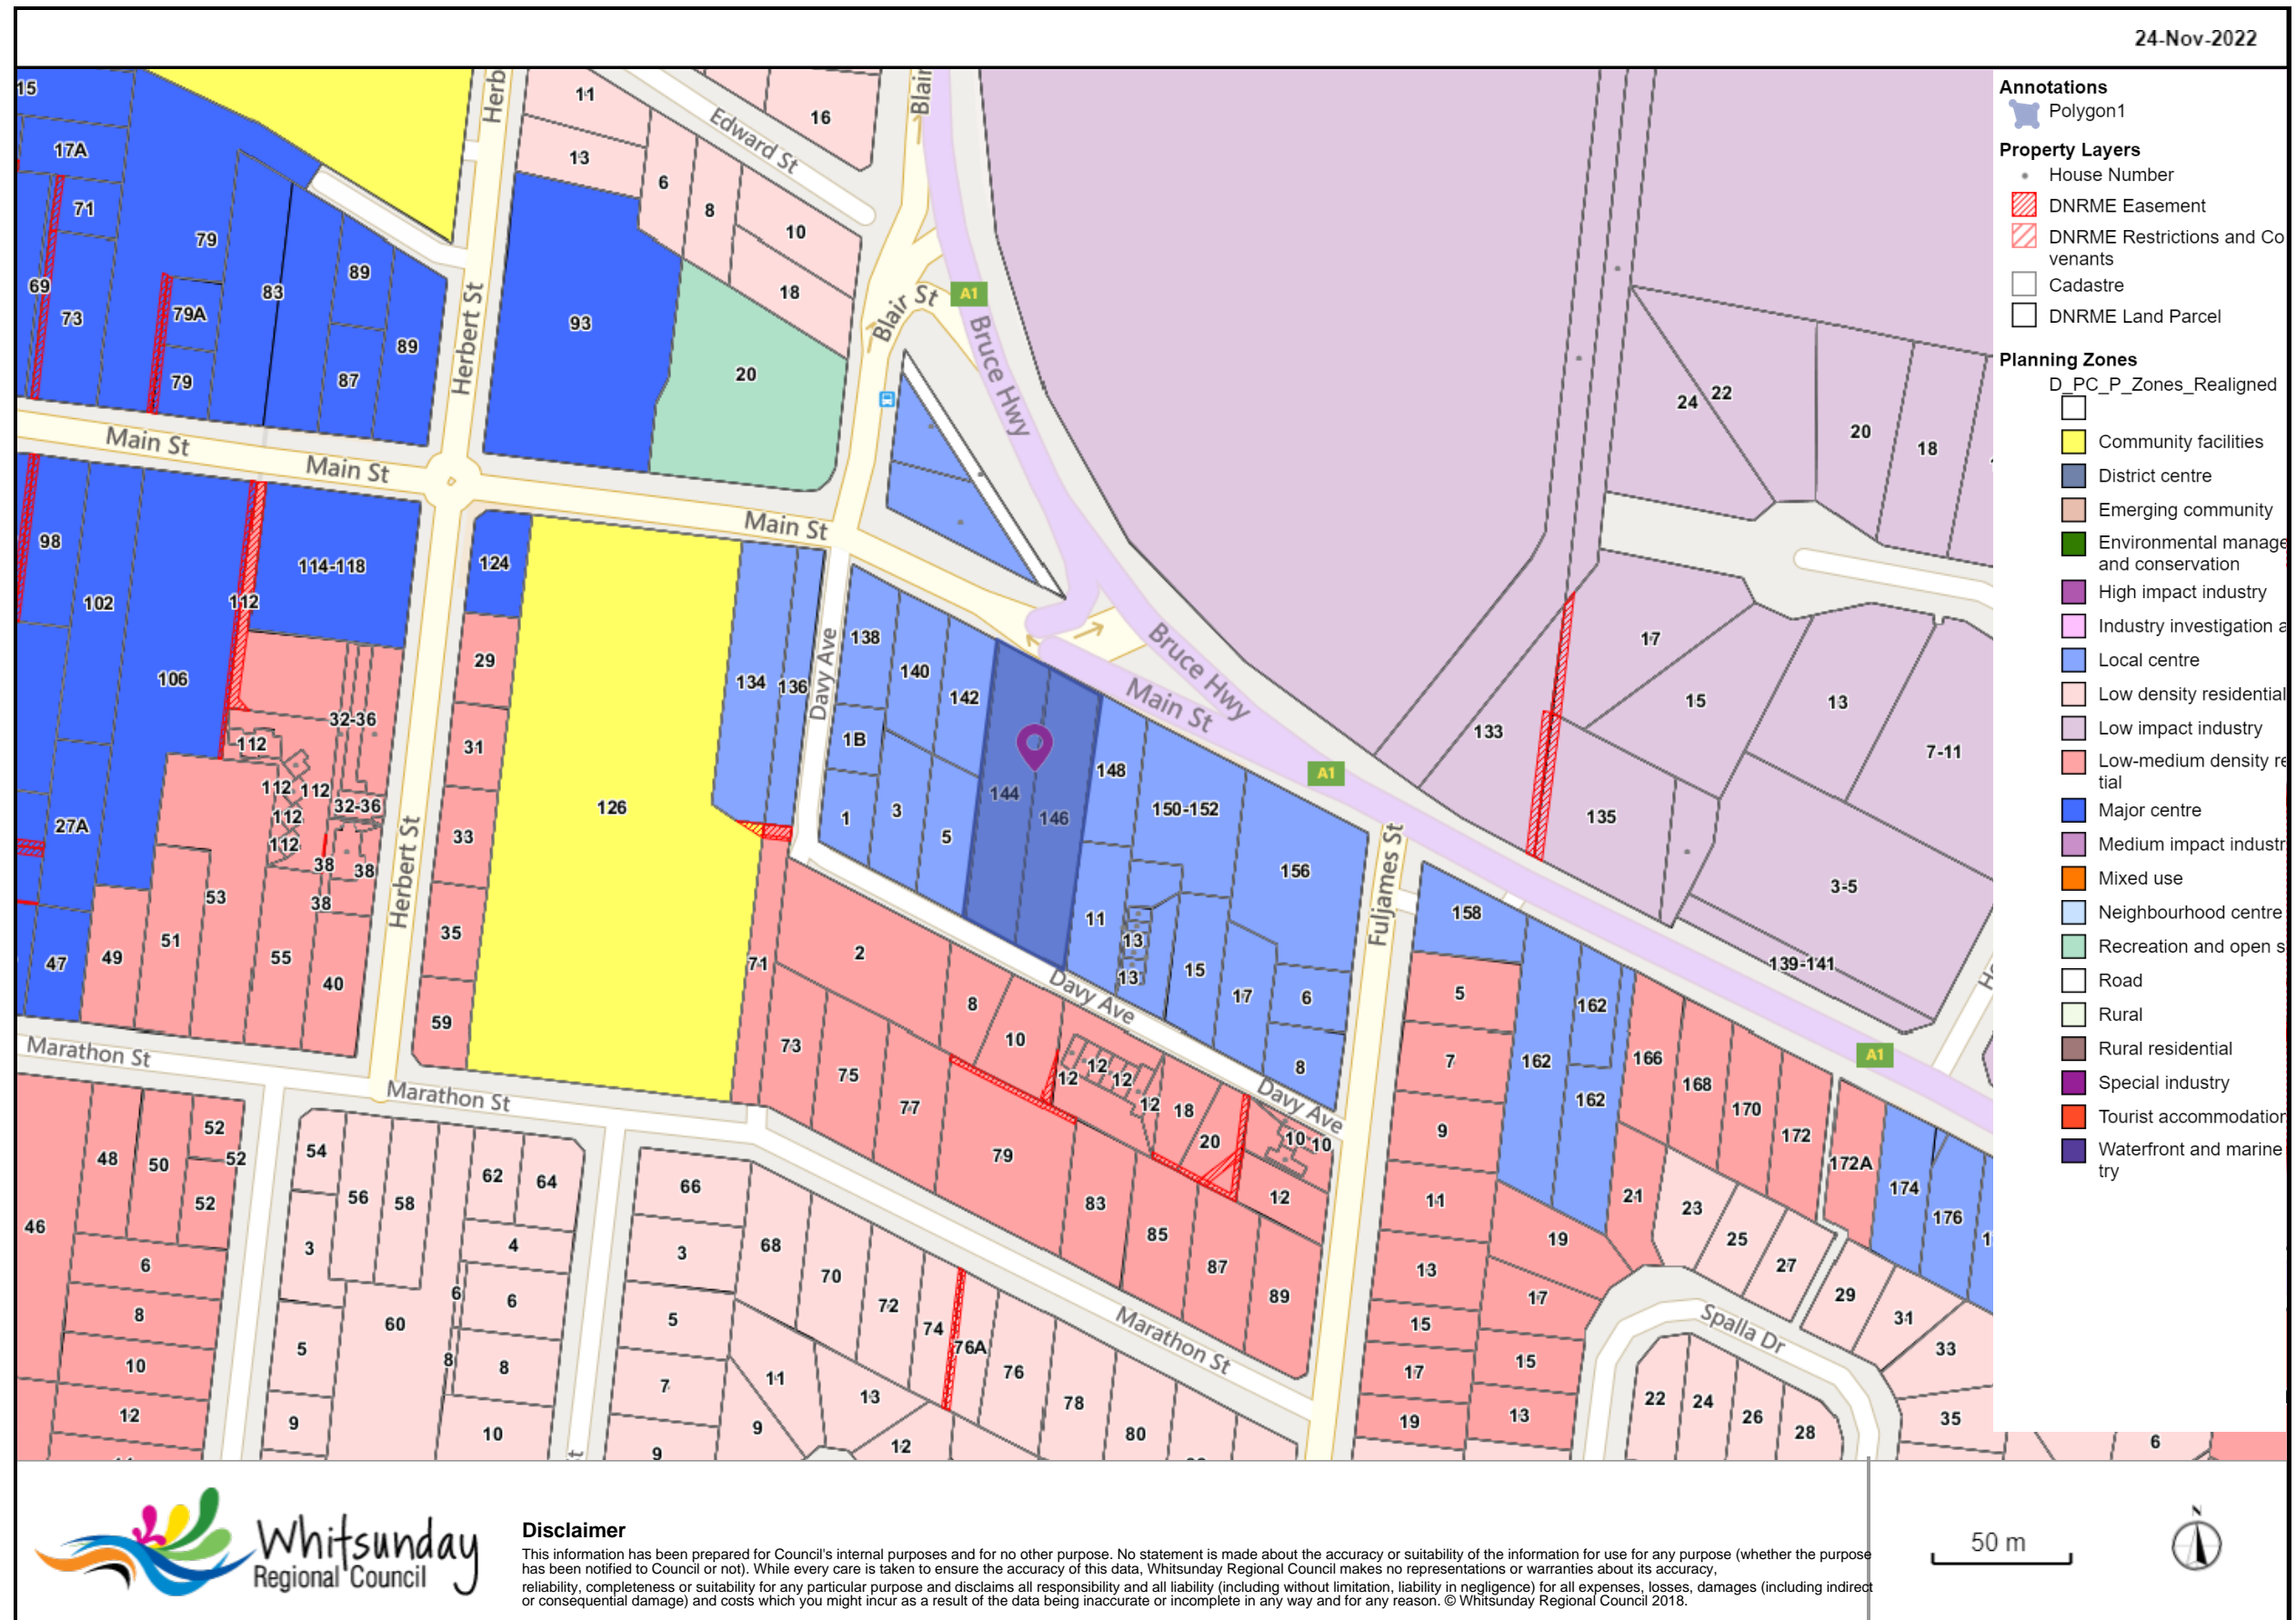 24-Nov-2022
Annotations
Polygon1
Property Layers
House Number
DNRME Easement
DNRME Restrictions and Co
venants
Cadastre
DNRME Land Parcel
Planning Zones
D_PC_P_Zones_Realigned
Community facilities
District centre
Emerging community
Environmental manage
and conservation
High impact industry
Industry investigation a
Local centre
Low density residential
Low impact industry
Low-medium density re
tial
Major centre
Medium impact industr
Mixed use
Neighbourhood centre
Recreation and open s
Road
Rural
Rural residential
Special industry
Tourist accommodation
Waterfront and marine
try
15
17A
71
79
69
73
79A
79
83
89
89
87
Herb
Herbert St
11
13
16
Edward St
6
8
10
18
93
20
Blair
Blair St
A1
Bruce Hwy
24
22
20
18
Main St
Main St
Main St
98
102
106
112
114-118
124
29
31
33
35
59
126
134
136
Davy Ave
138
140
142
1B
1
3
5
144
146
148
150-152
156
11
13
13
15
17
6
8
Main St
Bruce Hwy
A1
133
17
15
13
7-11
135
3-5
139-141
32-36
112
112
112
112
112
32-36
38
38
38
27A
53
51
49
47
55
40
Herbert St
71
2
8
10
Davy Ave
Davy Ave
Fuljames St
158
5
7
9
11
13
15
17
19
162
162
162
166
168
170
172
172A
174
176
A1
73
75
77
79
12
12
12
12
18
20
10
10
12
83
85
87
89
21
23
25
27
29
31
33
35
19
17
15
13
Spalla Dr
22
24
26
28
6
Marathon St
Marathon St
Marathon St
46
48
50
52
52
52
6
8
10
12
54
56
58
62
64
3
4
6
6
5
60
8
8
9
10
66
3
5
7
9
68
70
72
74
76A
76
78
80
11
13
9
12
Whitsunday
Regional Council
Disclaimer
This information has been prepared for Council's internal purposes and for no other purpose. No statement is made about the accuracy or suitability of the information for use for any purpose (whether the purpose
has been notified to Council or not). While every care is taken to ensure the accuracy of this data, Whitsunday Regional Council makes no representations or warranties about its accuracy,
reliability, completeness or suitability for any particular purpose and disclaims all responsibility and all liability (including without limitation, liability in negligence) for all expenses, losses, damages (including indirect
or consequential damage) and costs which you might incur as a result of the data being inaccurate or incomplete in any way and for any reason. © Whitsunday Regional Council 2018.
50 m
N